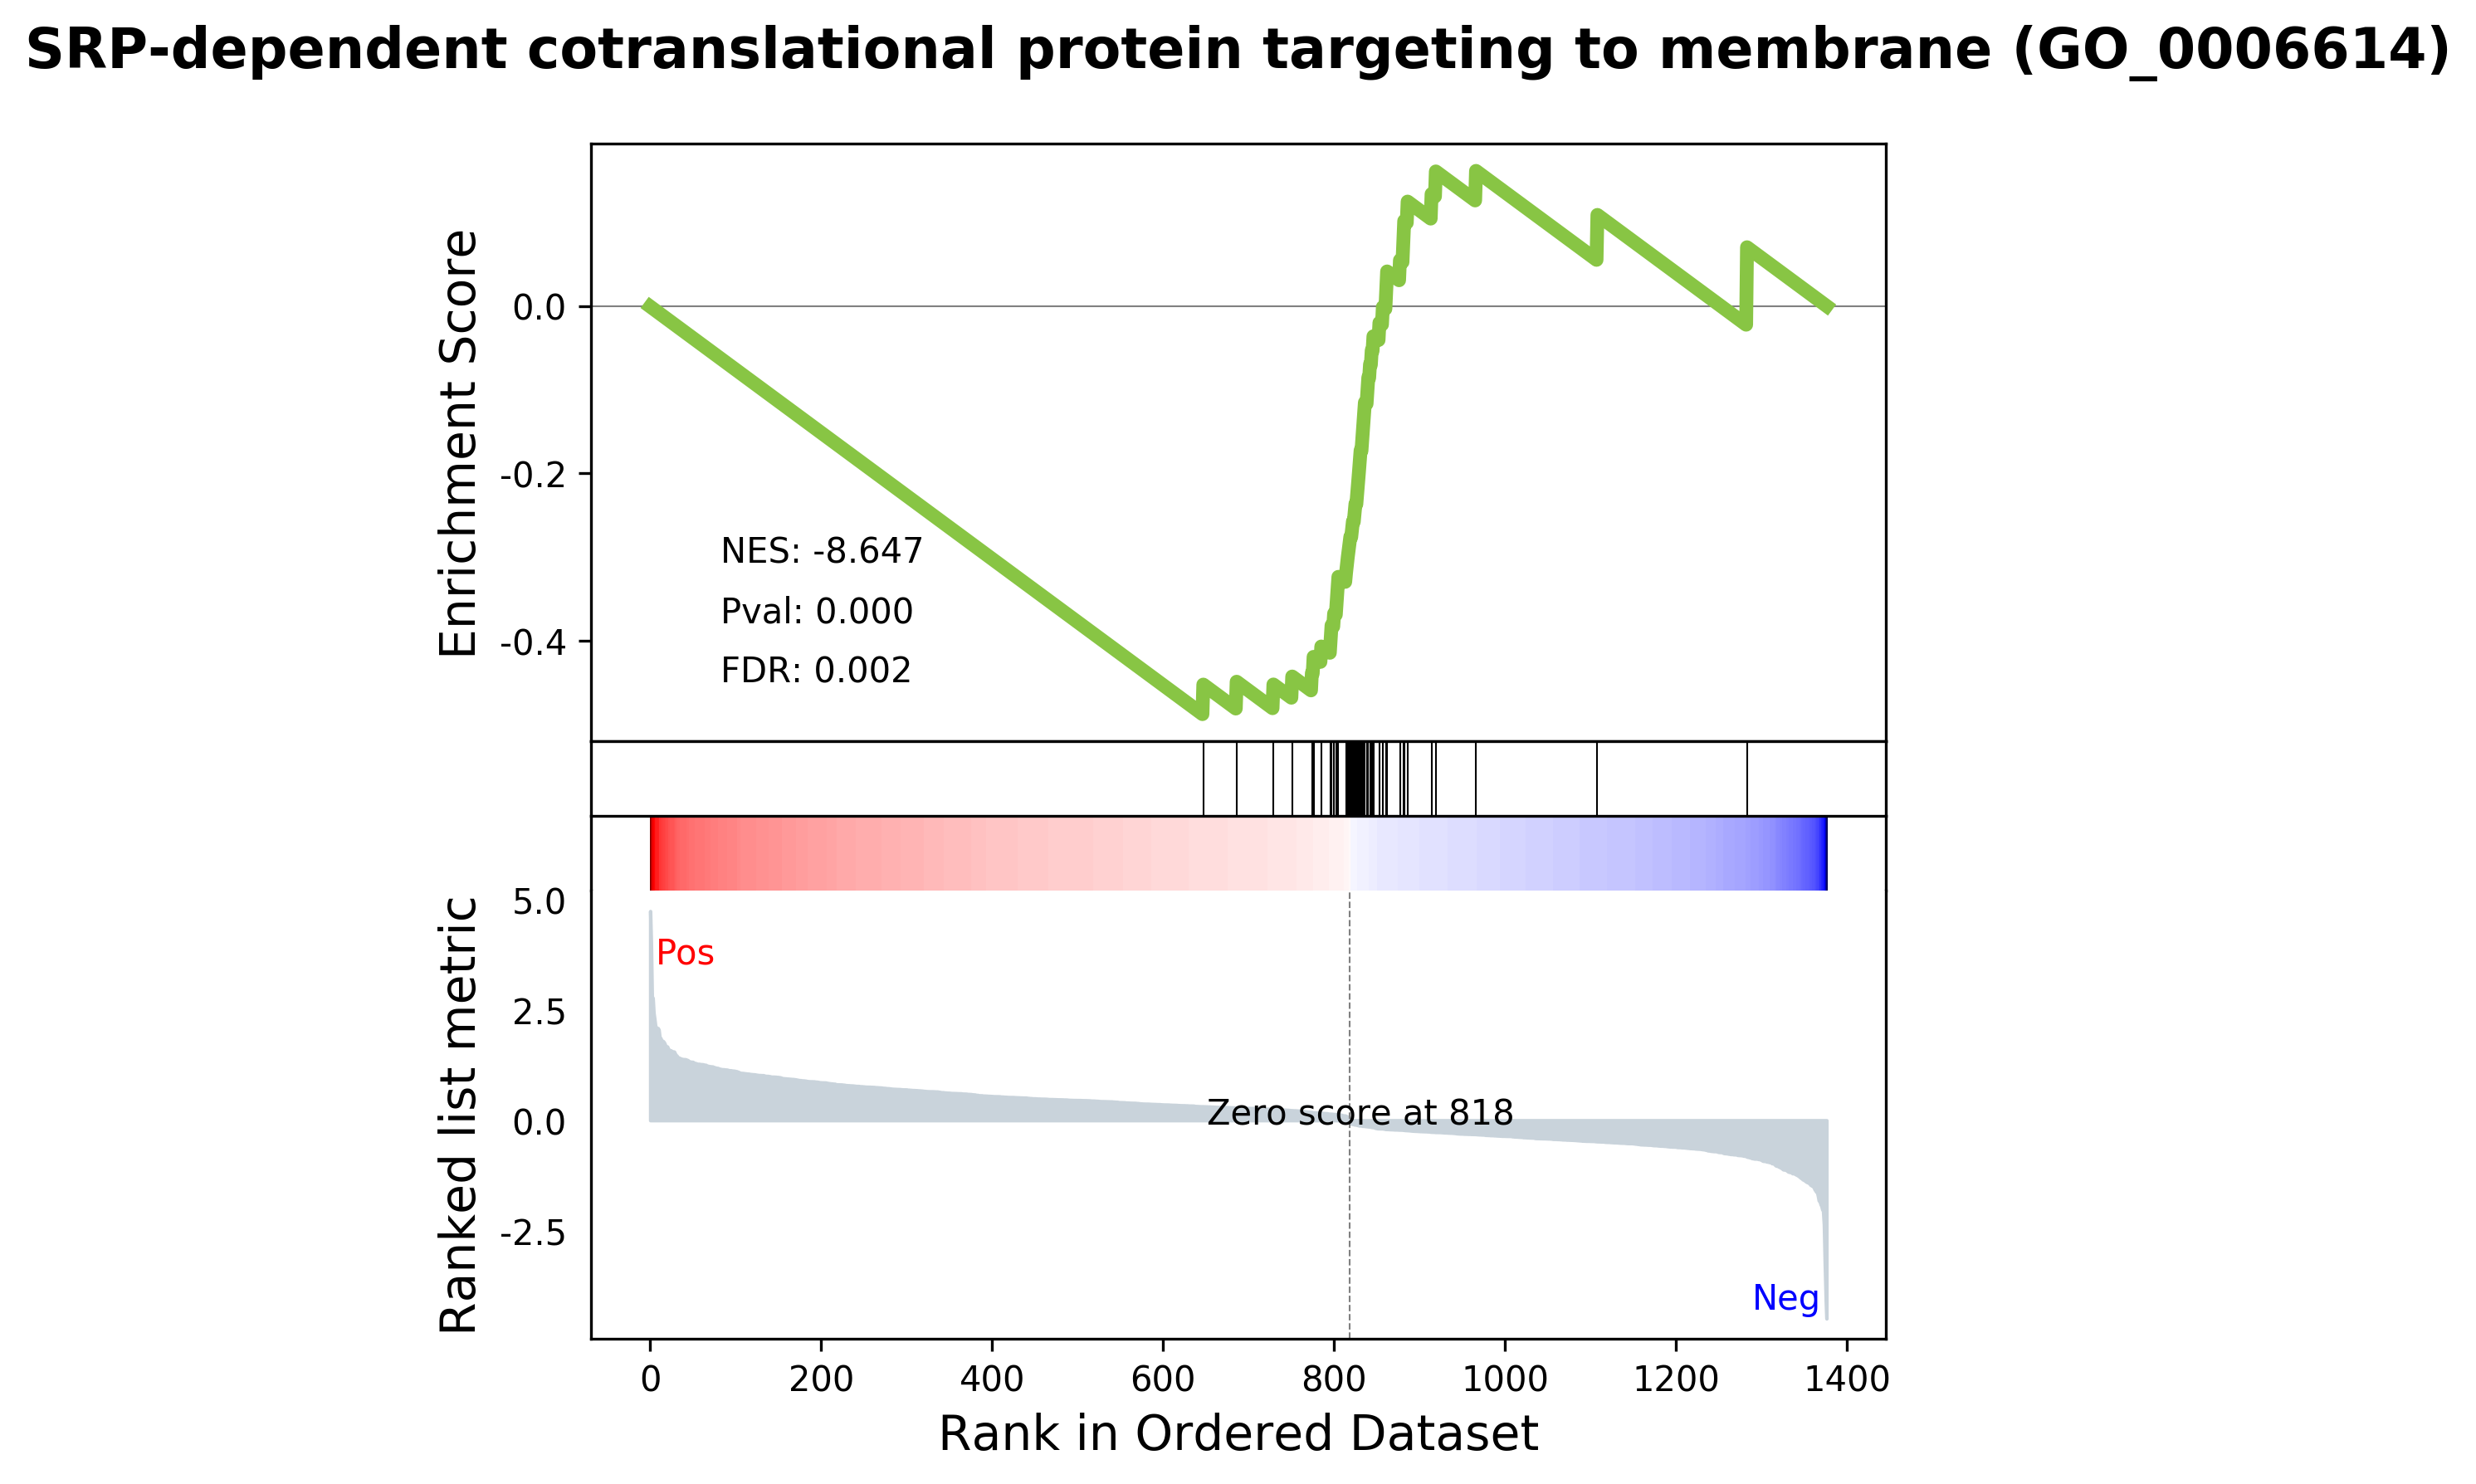 SRP-dependent cotranslational protein targeting to membrane (GO_0006614)
Enrichment Score
0.0
-0.2
-0.4
NES: -8.647
Pval: 0.000
FDR: 0.002
Ranked list metric
5.0
2.5
0.0
-2.5
Pos
Zero score at 818
Neg
0 200 400 600 800 1000 1200 1400
Rank in Ordered Dataset